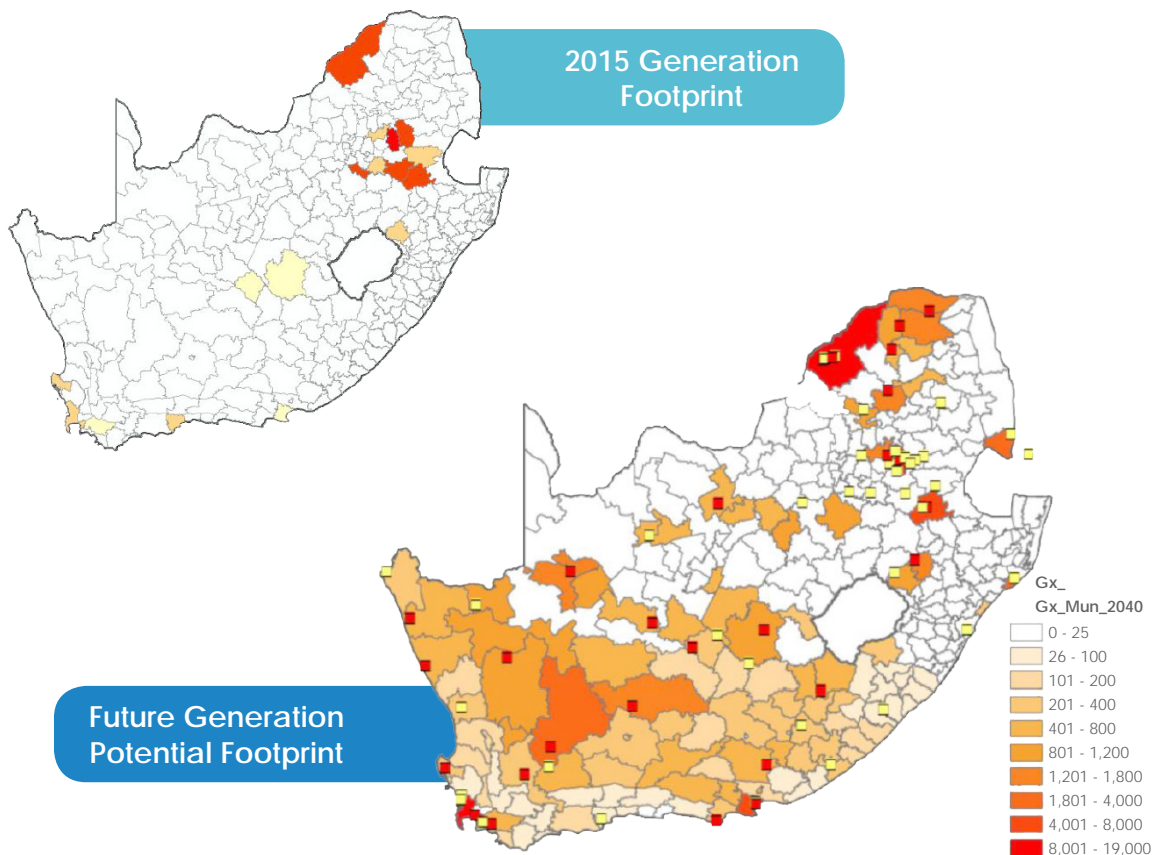 2015 Generation
Footprint
Future Generation
Potential Footprint
Gx_
Gx_Mun_2040
0 - 25
26 - 100
101 - 200
201 - 400
401 - 800
801 - 1,200
1,201 - 1,800
1,801 - 4,000
4,001 - 8,000
8,001 - 19,000